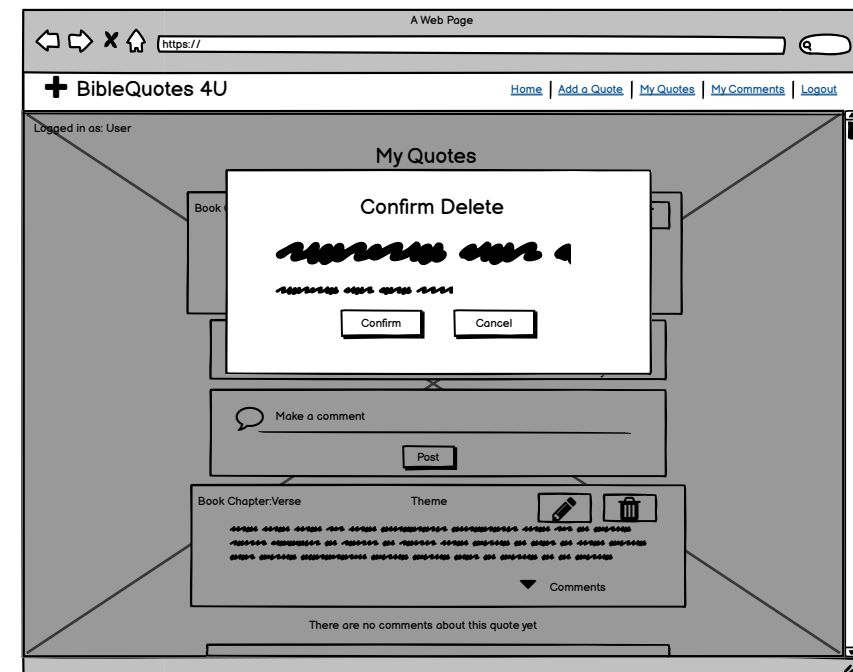 A Web Page
https://
BibleQuotes 4U
Home | Add a Quote | My Quotes | My Comments | Logout
Logged in as: User
My Quotes
Book
Confirm Delete
Confirm Cancel
Make a comment
Post
Book Chapter:Verse Theme
Comments
There are no comments about this quote yet